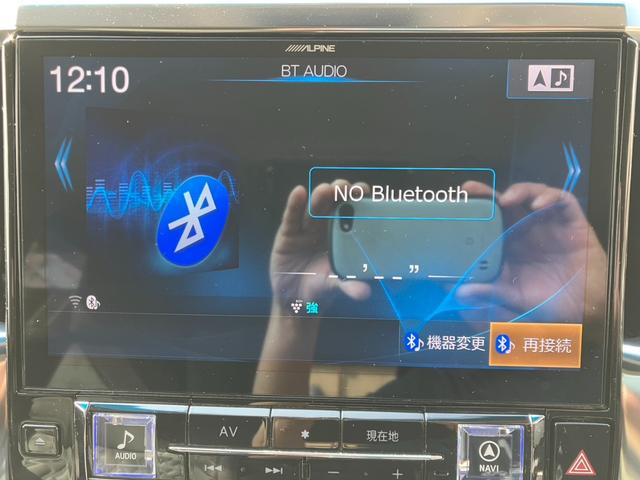 ALPINE
12:10
BT AUDIO
NO Bluetooth
_ _'_ _"
強
機器変更
再接続
AV
*
現在地
AUDIO
NAVI
− +